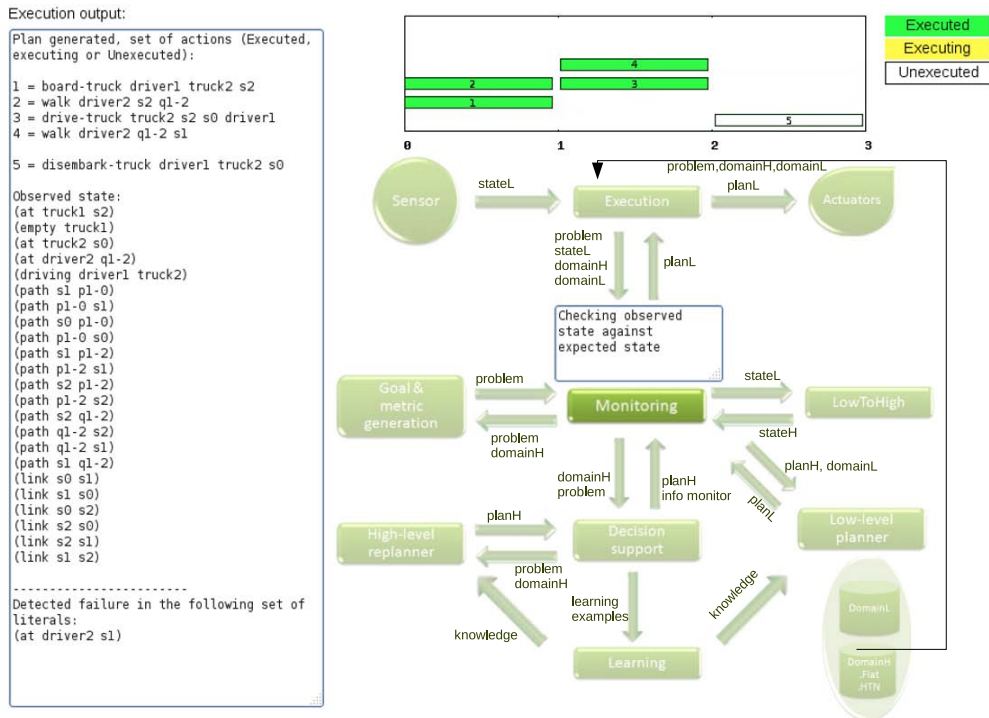 Execution output:
Plan generated, set of actions (Executed,
executing or Unexecuted):
1 = board-truck driver1 truck2 s2
2 = walk driver2 s2 q1-2
3 = drive-truck truck2 s2 s0 driver1
4 = walk driver2 q1-2 s1
5 = disembark-truck driver1 truck2 s0
Observed state:
(at truck1 s2)
(empty truck1)
(at truck2 s0)
(at driver2 q1-2)
(driving driver1 truck2)
(path s1 p1-0)
(path p1-0 s1)
(path s0 p1-0)
(path p1-0 s0)
(path s1 p1-2)
(path p1-2 s1)
(path s2 p1-2)
(path p1-2 s2)
(path s2 q1-2)
(path q1-2 s2)
(path q1-2 s1)
(path s1 q1-2)
(link s0 s1)
(link s1 s0)
(link s0 s2)
(link s2 s0)
(link s2 s1)
(link s1 s2)
------------------------
Detected failure in the following set of
literals:
(at driver2 s1)
4
2
3
1
5
0
1
2
3
Executed
Executing
Unexecuted
Sensor
stateL
Execution
problem,domainH,domainL
planL
Actuators
problem
stateL
domainH
domainL
planL
Checking observed
state against
expected state
Goal &
metric
generation
problem
problem
domainH
Monitoring
stateL
stateH
LowToHigh
domainH
problem
planH
info monitor
planH, domainL
planL
High-level
replanner
planH
problem
domainH
Decision
support
Low-level
planner
knowledge
learning
examples
knowledge
Learning
DomainL
DomainH
.Flat
.HTN